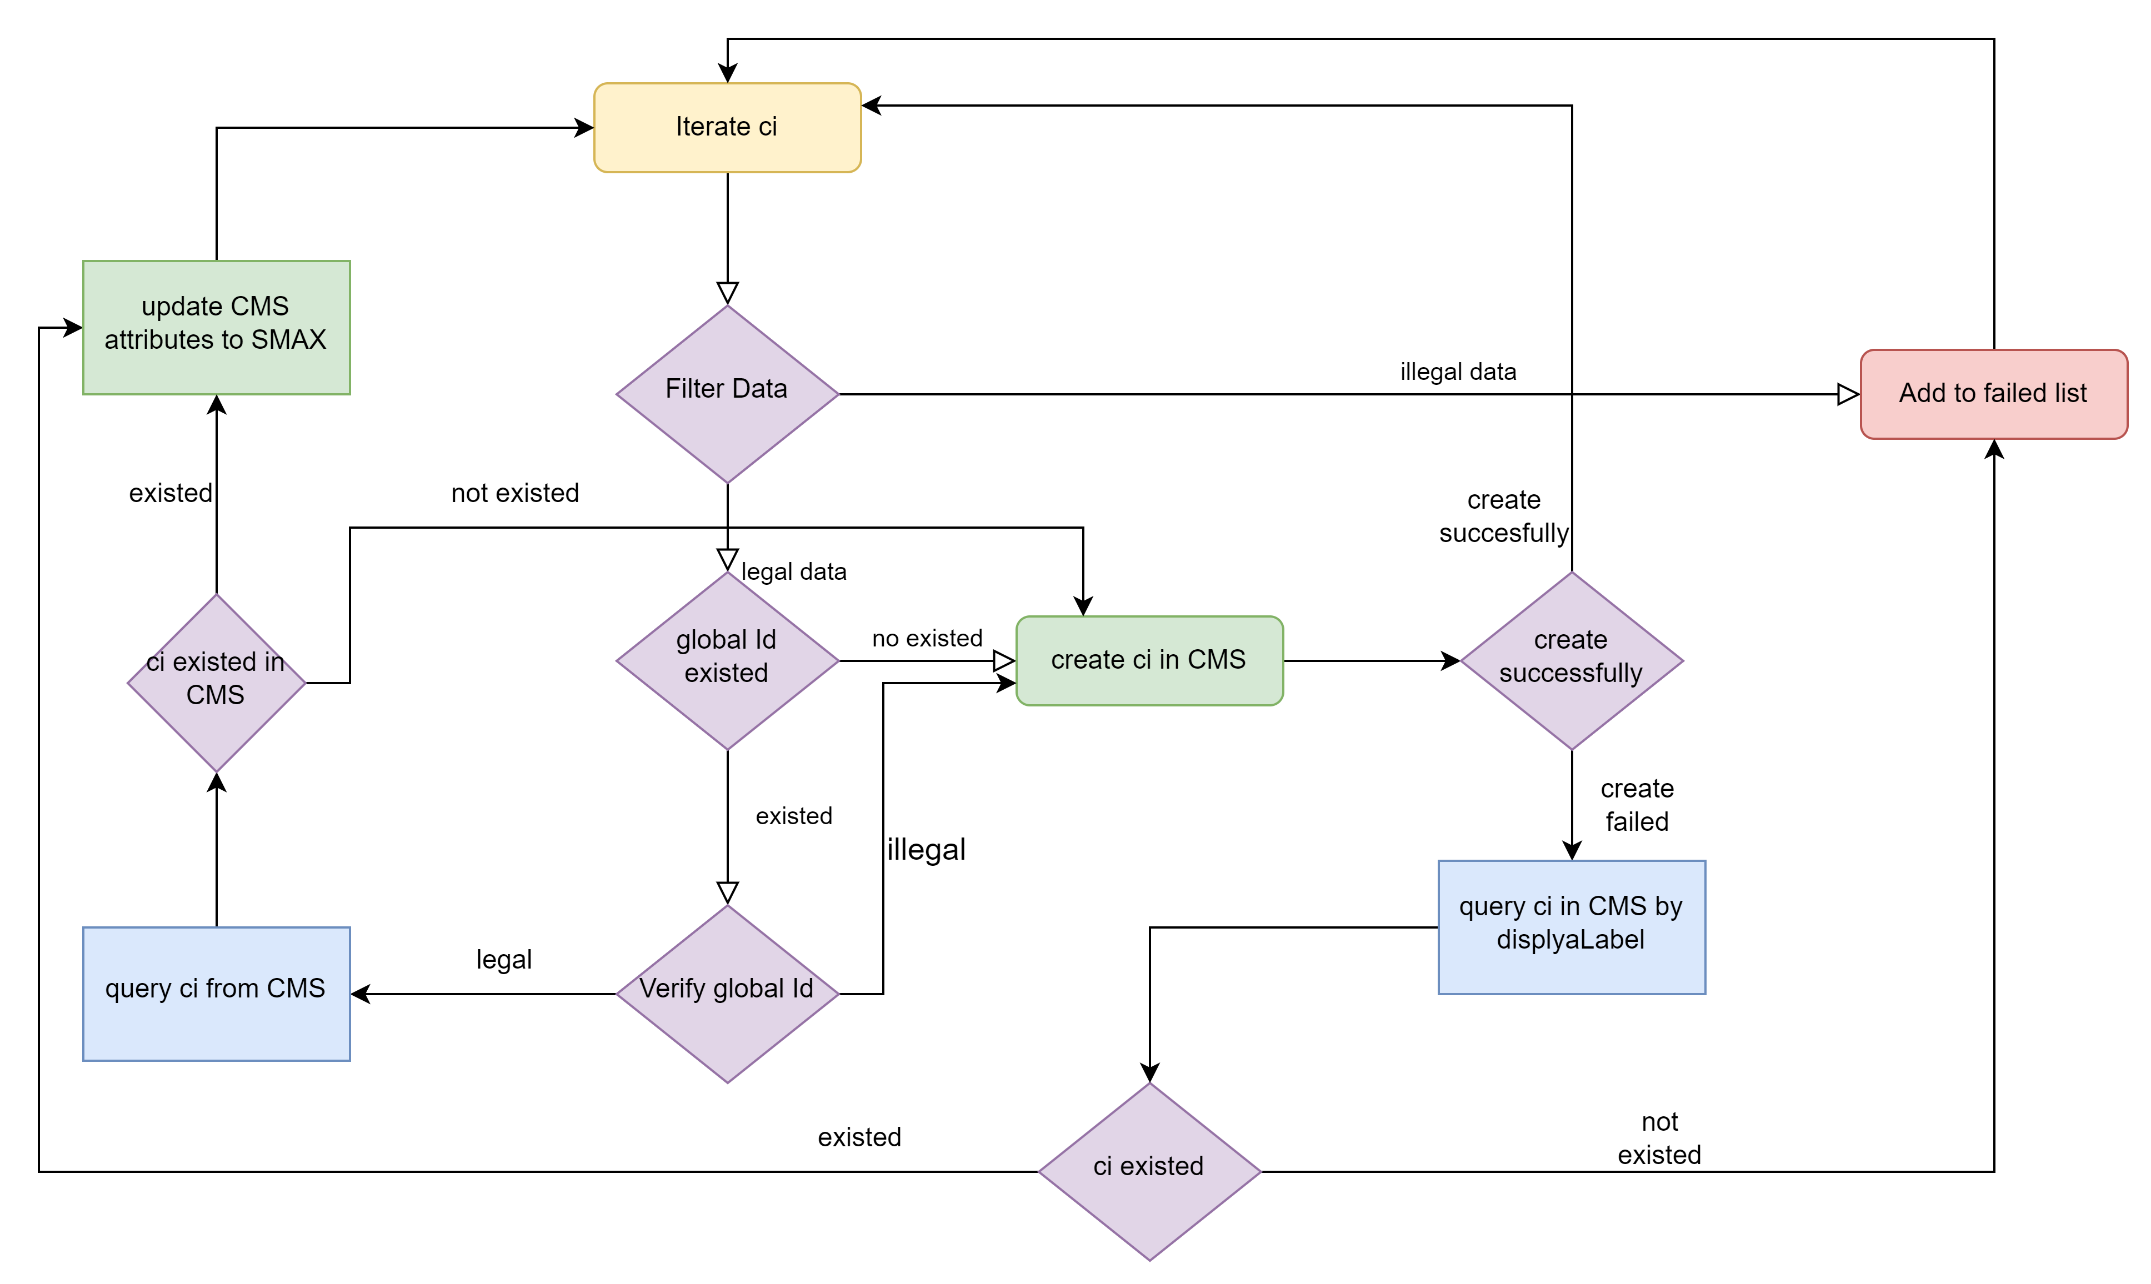 Iterate ci
update CMS
attributes to SMAX
Filter Data
illegal data
Add to failed list
existed
not existed
create
succesfully
legal data
global Id
existed
no existed
create ci in CMS
create
successfully
ci existed in
CMS
existed
illegal
create
failed
query ci in CMS by
displyaLabel
legal
query ci from CMS
Verify global Id
existed
ci existed
not
existed